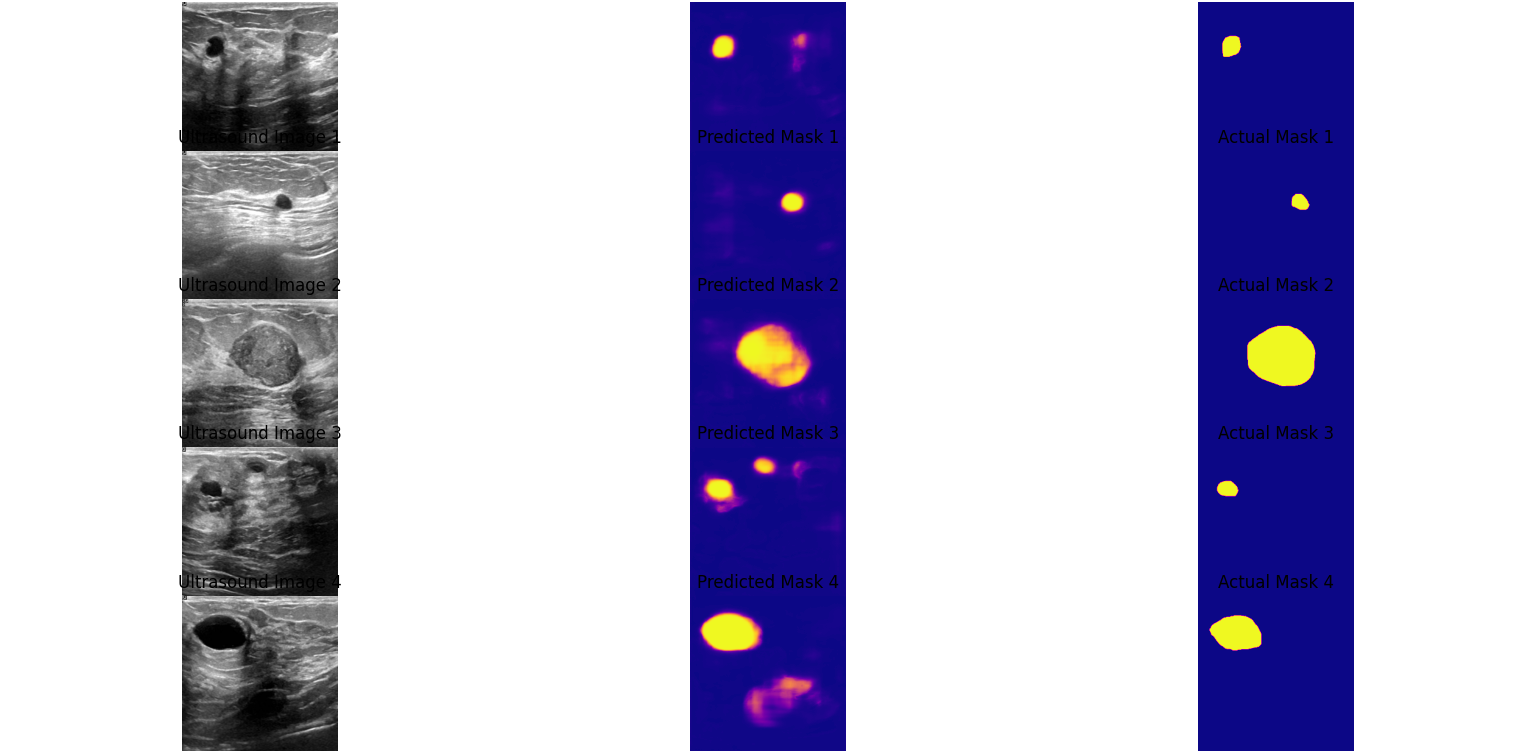 Ultrasound Image 1 Predicted Mask 1 Actual Mask 1
Ultrasound Image 2 Predicted Mask 2 Actual Mask 2
Ultrasound Image 3 Predicted Mask 3 Actual Mask 3
Ultrasound Image 4 Predicted Mask 4 Actual Mask 4